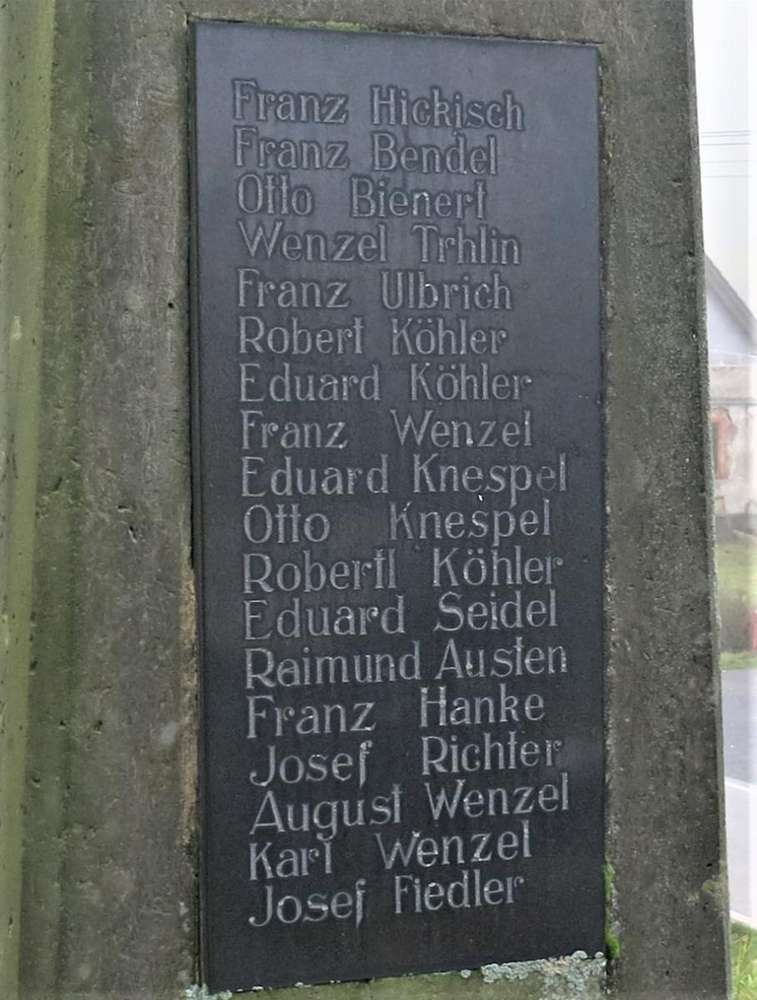 Franz Hickisch
Franz Bendel
Otto Bienert
Wenzel Trhlin
Franz Ulbrich
Robert Köhler
Eduard Köhler
Franz Wenzel
Eduard Knespel
Otto Knespel
Robertl Köhler
Eduard Seidel
Raimund Austen
Franz Hanke
Josef Richter
August Wenzel
Karl Wenzel
Josef Fiedler